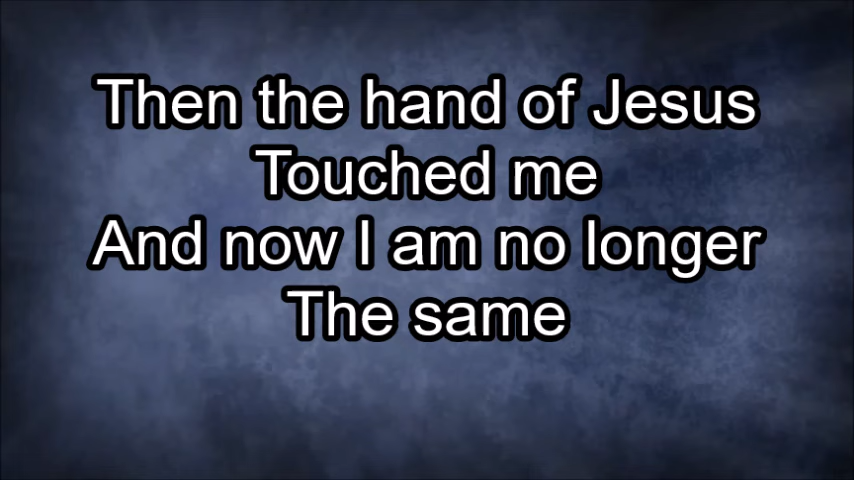 Then the hand of Jesus
Touched me
And now I am no longer
The same